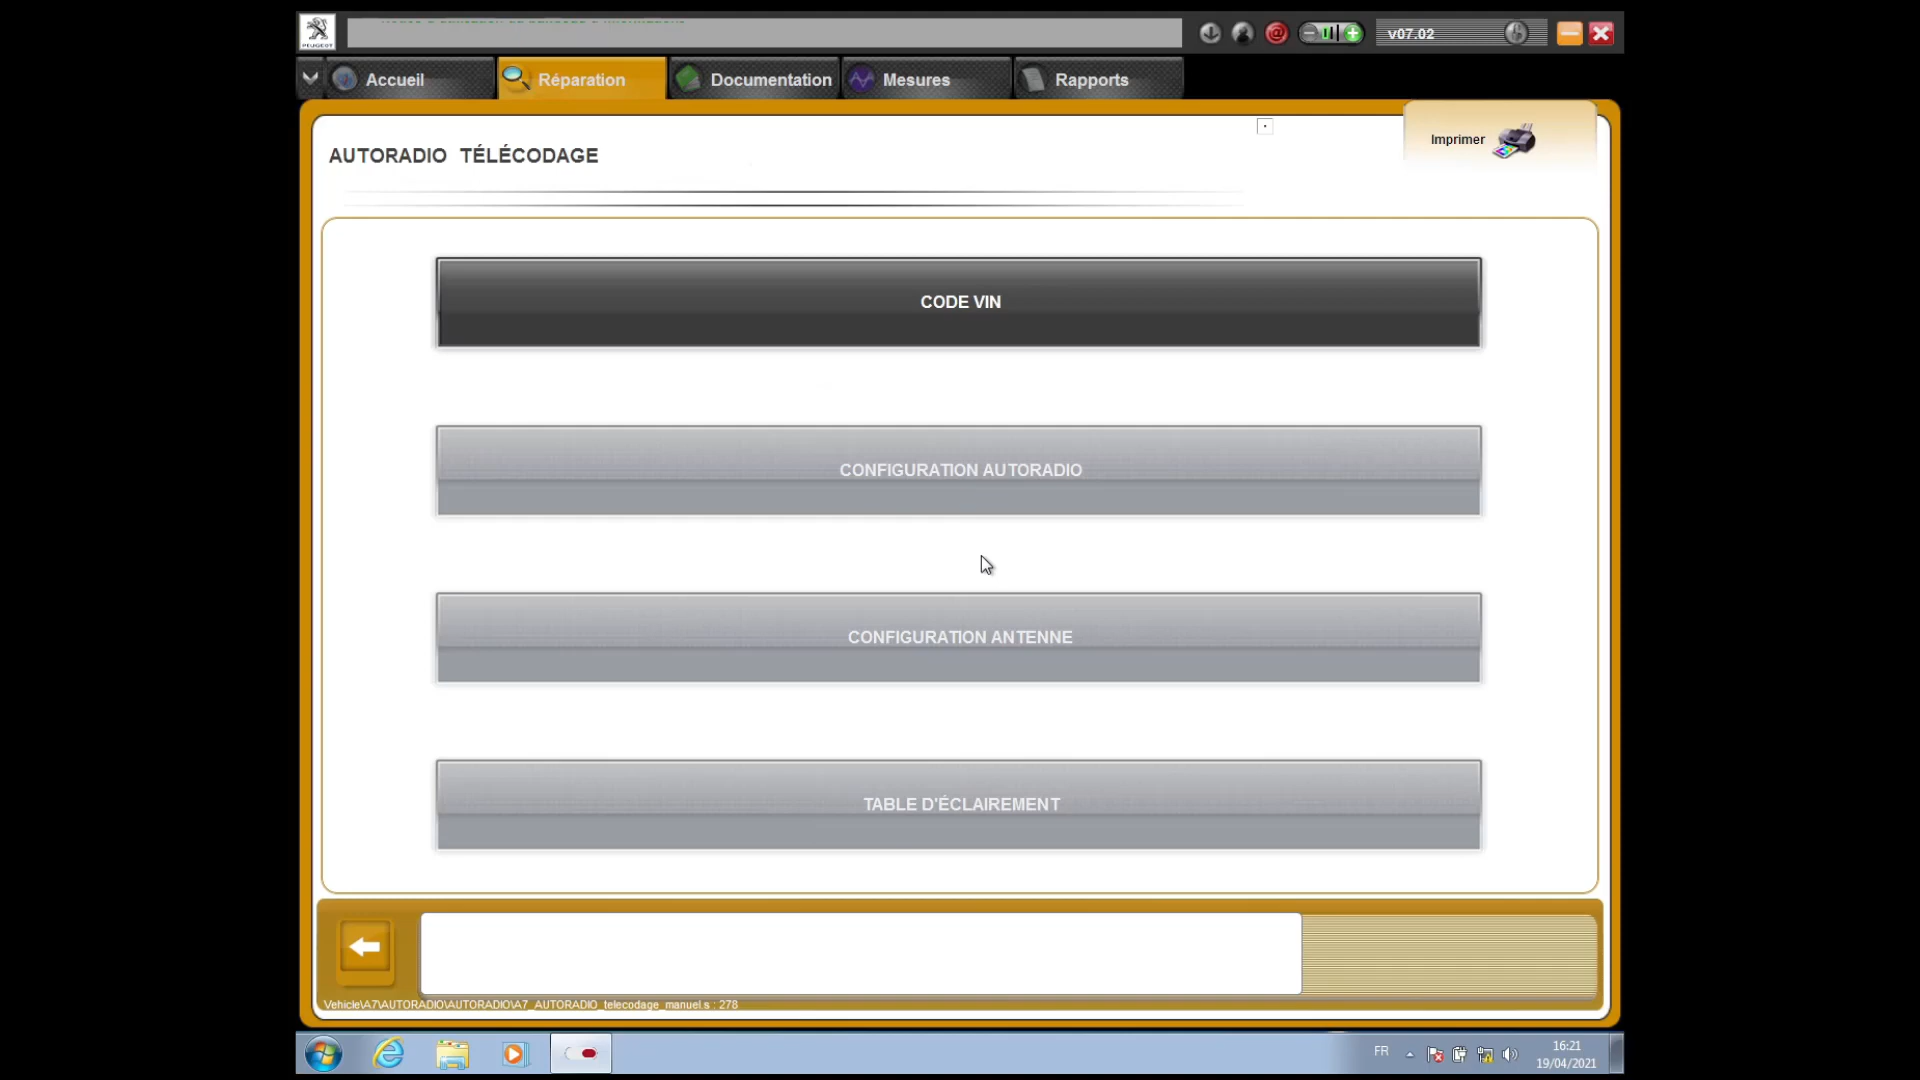 PEUGEOT
v07.02
Accueil
Réparation
Documentation
Mesures
Rapports
AUTORADIO TÉLÉCODAGE
Imprimer
CODE VIN
CONFIGURATION AUTORADIO
CONFIGURATION ANTENNE
TABLE D'ÉCLAIREMENT
Vehicle\A7\AUTORADIO\AUTORADIO\A7_AUTORADIO_telecodage_manuel.s : 278
FR
16:21
19/04/2021